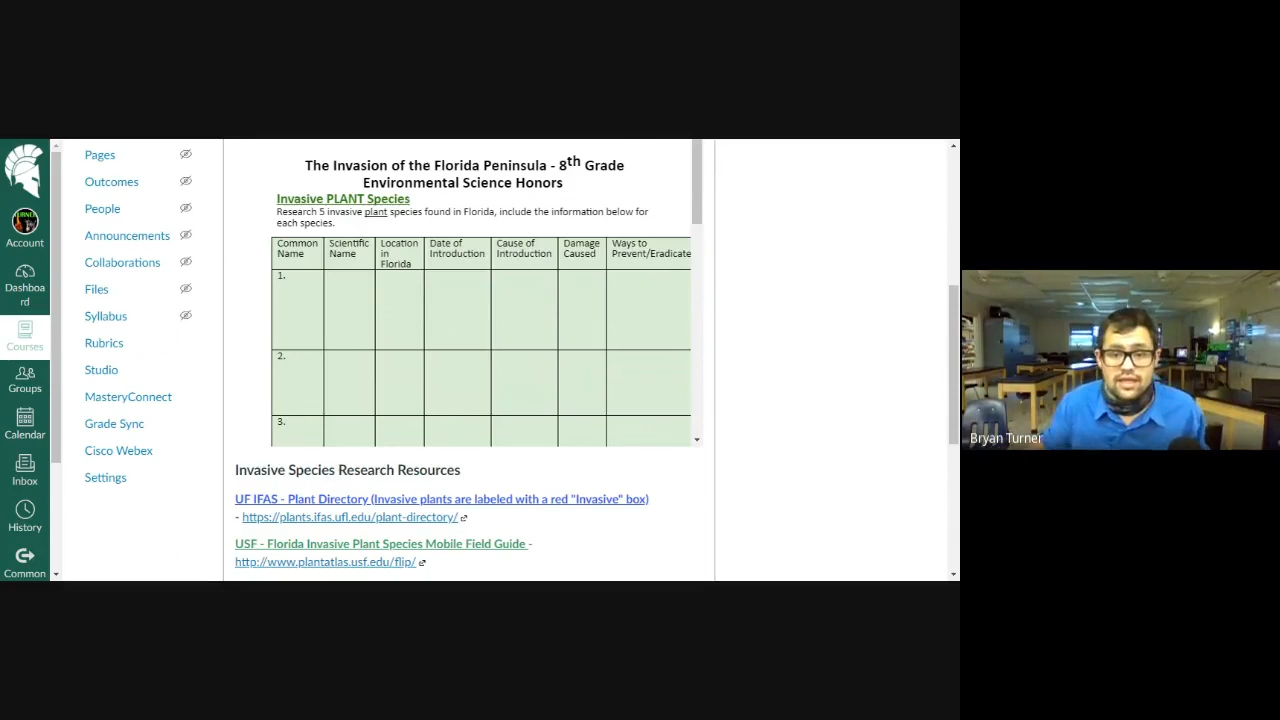 TURNER
Account
Dashboa
rd
Courses
Groups
Calendar
Inbox
History
Common
Pages
Outcomes
People
Announcements
Collaborations
Files
Syllabus
Rubrics
Studio
MasteryConnect
Grade Sync
Cisco Webex
Settings
The Invasion of the Florida Peninsula - 8th Grade
Environmental Science Honors
Invasive PLANT Species
Research 5 invasive plant species found in Florida, include the information below for
each species.
Common Name
Scientific Name
Location in Florida
Date of Introduction
Cause of Introduction
Damage Caused
Ways to Prevent/Eradicate
1.
2.
3.
Invasive Species Research Resources
UF IFAS - Plant Directory (Invasive plants are labeled with a red "Invasive" box)
- https://plants.ifas.ufl.edu/plant-directory/
USF - Florida Invasive Plant Species Mobile Field Guide -
http://www.plantatlas.usf.edu/flip/
Bryan Turner